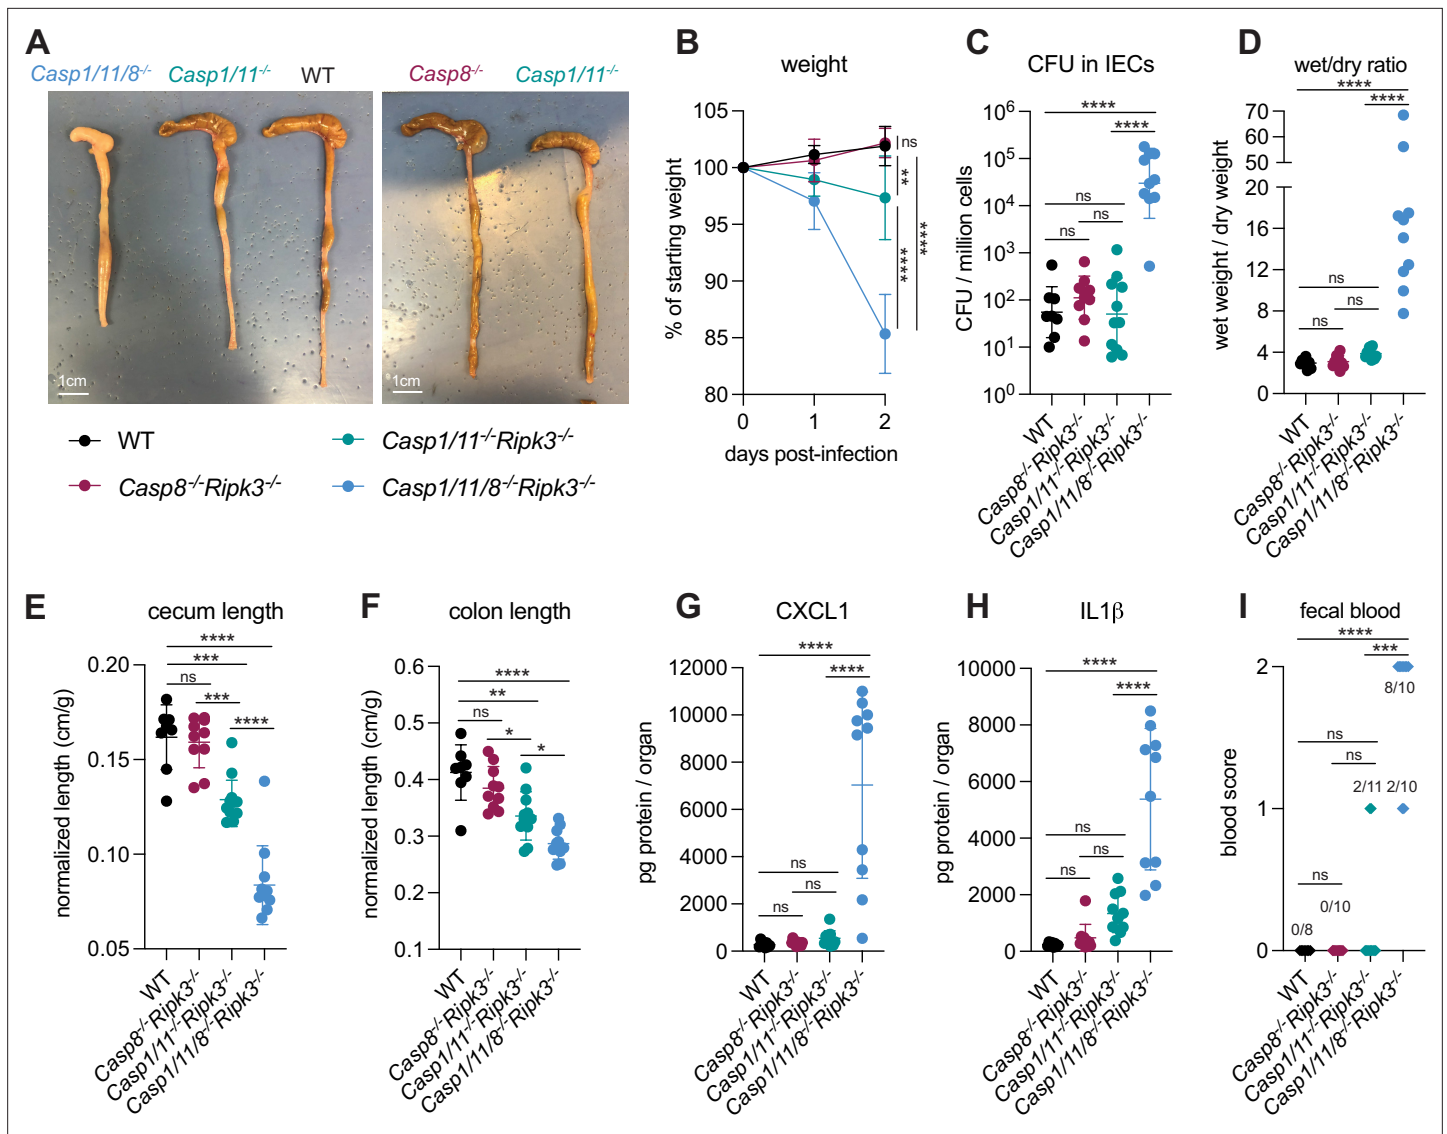 A
Casp1/11/8-/-
Casp1/11-/-
WT
Casp8-/-
Casp1/11-/-
1cm
1cm
WT
Casp1/11-/-Ripk3-/-
Casp8-/-Ripk3-/-
Casp1/11/8-/-Ripk3-/-
B
weight
% of starting weight
105
100
95
90
85
80
0
1
2
days post-infection
ns
**
****
****
C
CFU in IECs
CFU / million cells
10^6
10^5
10^4
10^3
10^2
10^1
10^0
****
****
ns
ns
ns
WT
Casp8-/-Ripk3-/-
Casp1/11-/-Ripk3-/-
Casp1/11/8-/-Ripk3-/-
D
wet/dry ratio
wet weight / dry weight
70
60
50
20
16
12
8
4
0
****
****
ns
ns
ns
WT
Casp8-/-Ripk3-/-
Casp1/11-/-Ripk3-/-
Casp1/11/8-/-Ripk3-/-
E
cecum length
normalized length (cm/g)
0.20
0.15
0.10
0.05
****
***
ns
***
****
WT
Casp8-/-Ripk3-/-
Casp1/11-/-Ripk3-/-
Casp1/11/8-/-Ripk3-/-
F
colon length
normalized length (cm/g)
0.6
0.5
0.4
0.3
0.2
0.1
****
**
ns
*
*
WT
Casp8-/-Ripk3-/-
Casp1/11-/-Ripk3-/-
Casp1/11/8-/-Ripk3-/-
G
CXCL1
pg protein / organ
12000
10000
8000
6000
4000
2000
0
****
****
ns
ns
ns
WT
Casp8-/-Ripk3-/-
Casp1/11-/-Ripk3-/-
Casp1/11/8-/-Ripk3-/-
H
IL1β
pg protein / organ
10000
8000
6000
4000
2000
0
****
****
ns
ns
ns
WT
Casp8-/-Ripk3-/-
Casp1/11-/-Ripk3-/-
Casp1/11/8-/-Ripk3-/-
I
fecal blood
blood score
2
1
0
****
***
8/10
ns
ns
2/11
2/10
ns
0/10
0/8
WT
Casp8-/-Ripk3-/-
Casp1/11-/-Ripk3-/-
Casp1/11/8-/-Ripk3-/-